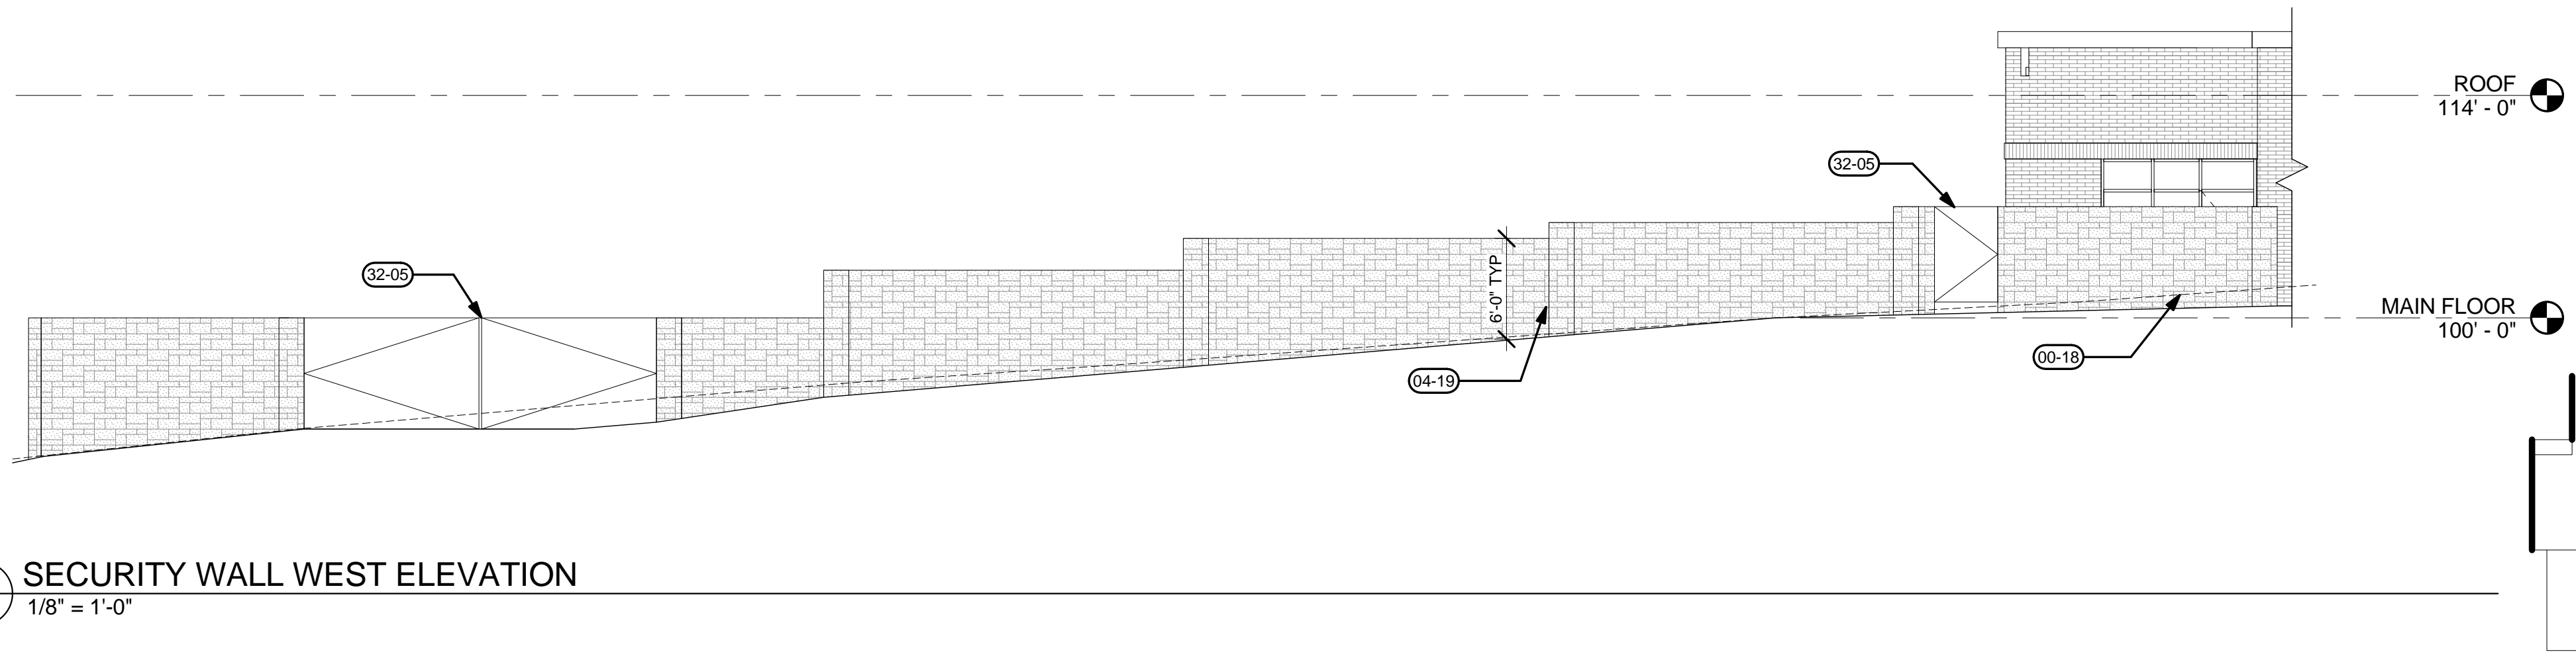 ROOF
114' - 0"
32-05
32-05
6'-0" TYP
MAIN FLOOR
100' - 0"
00-18
04-19
SECURITY WALL WEST ELEVATION
1/8" = 1'-0"